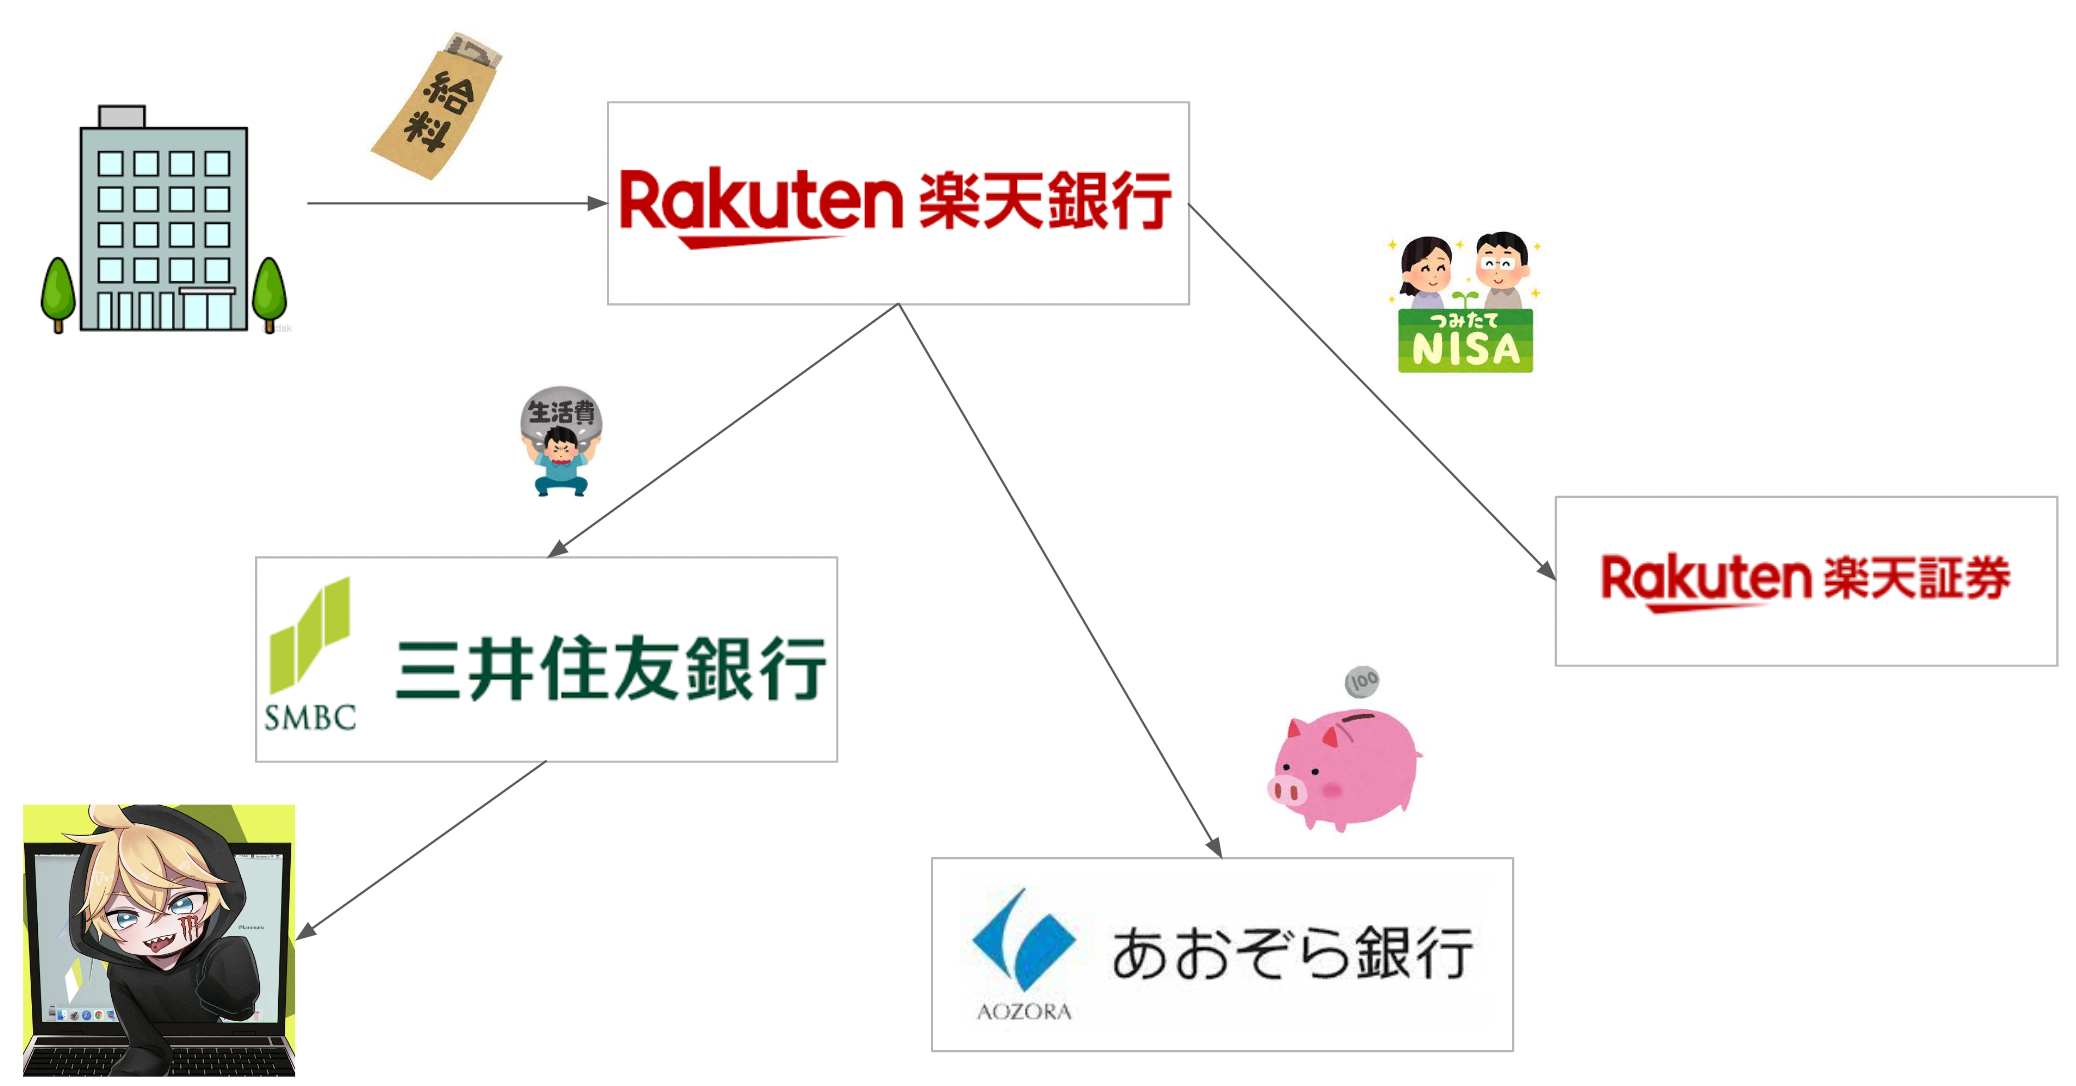 給料
Rakuten 楽天銀行
つみたて
NISA
生活費
SMBC
三井住友銀行
Rakuten 楽天証券
100
AOZORA
あおぞら銀行